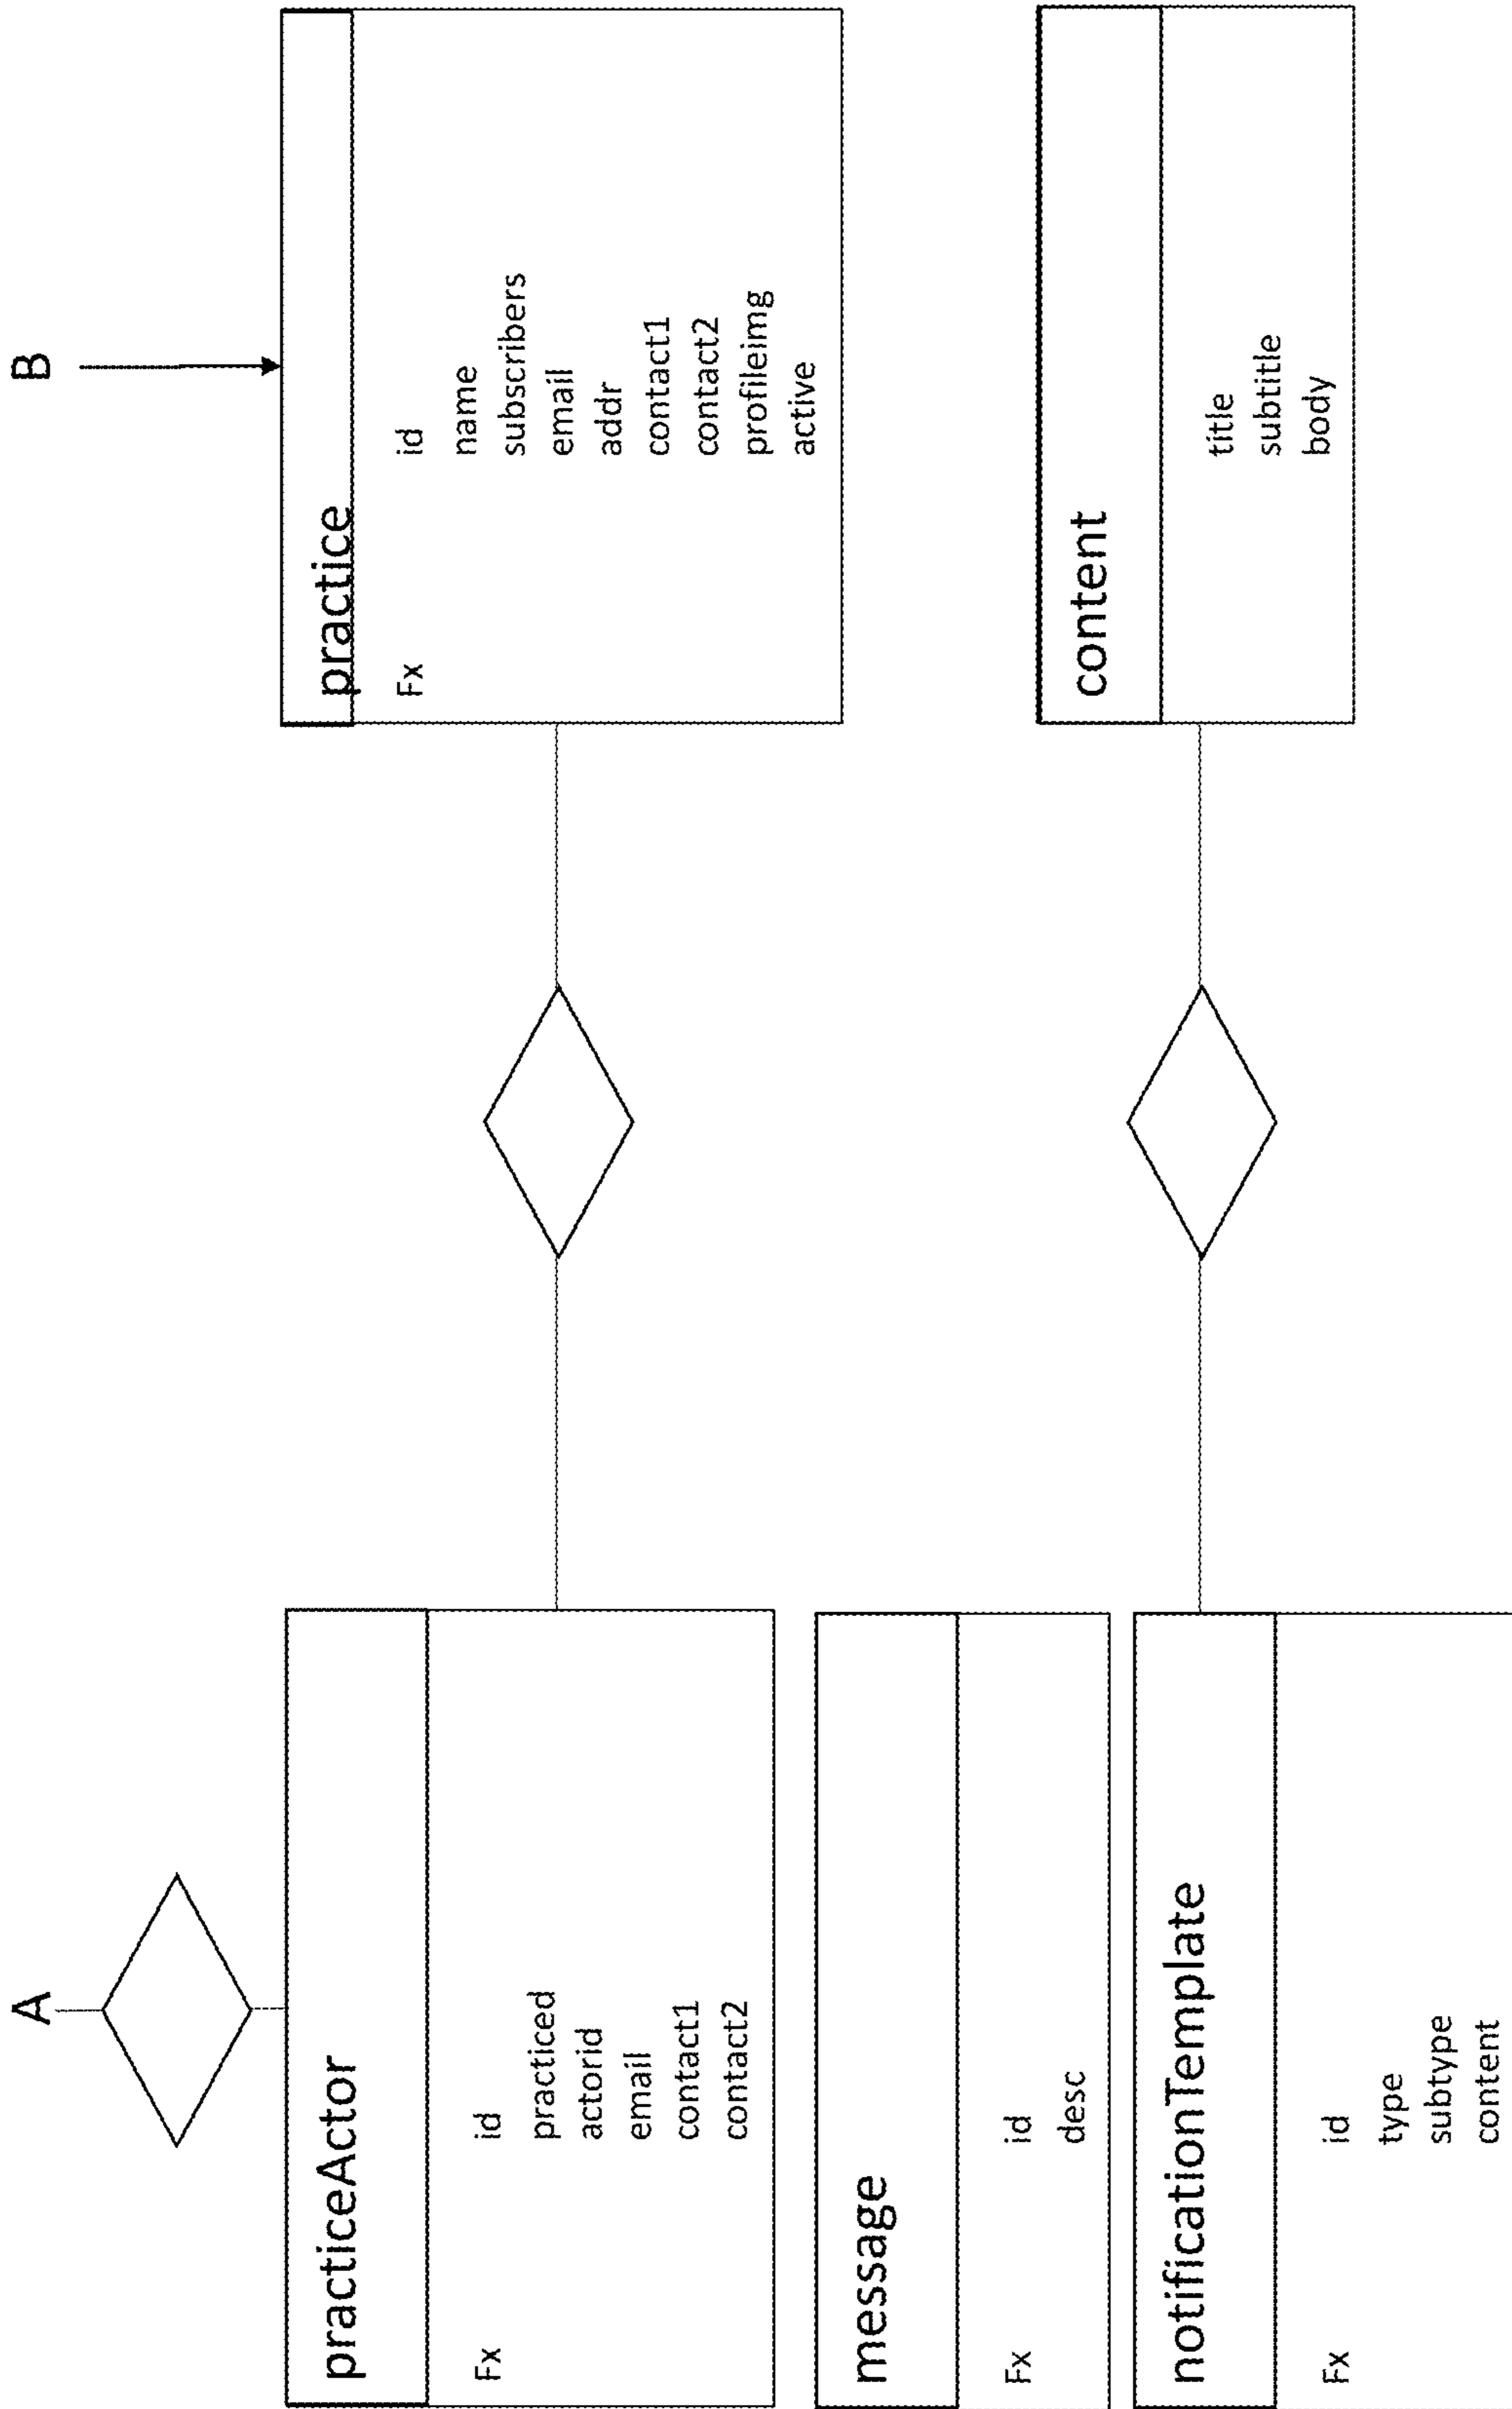 A
practiceActor
Fx id
practiced
actorid
email
contact1
contact2
message
Fx id
desc
notificationTemplate
Fx id
type
subtype
content
B
practice
Fx id
name
subscribers
email
addr
contact1
contact2
profileimg
active
content
title
subtitle
body